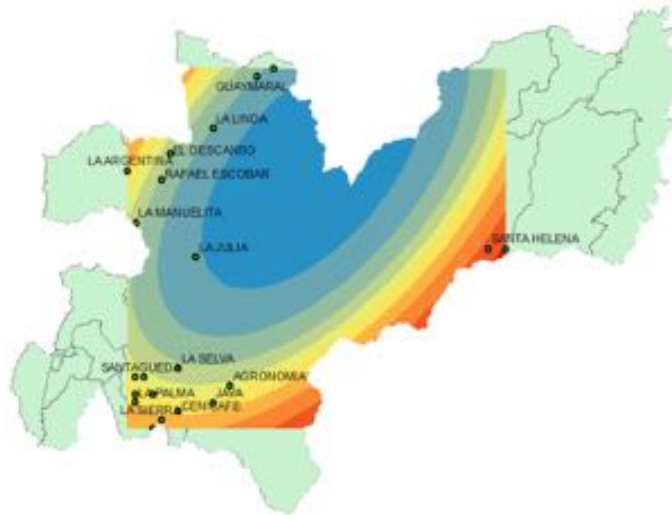 GUAYMARAL
LA LINDA
EL DESCANSO
LA ARGENTINA
RAFAEL ESCOBAR
LA MANUELITA
LA JULIA
SANTA HELENA
LA SELVA
SANTAGUED
AGRONOMIA
LA PALMA
JAVA
LA SIERRA
CENICAFE